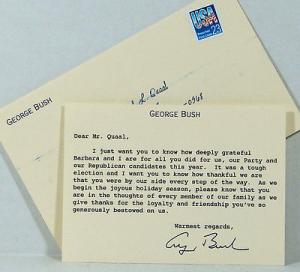 USA
23
GEORGE BUSH
L. Quaal
GEORGE BUSH
Dear Mr. Quaal,
I just want you to know how deeply grateful
Barbara and I are for all you did for us, our Party and
our Republican candidates this year. It was a tough
election and I want you to know how thankful we are
that you were by our side every step of the way. As we
begin the joyous holiday season, please know that you
are in the thoughts of every member of our family as we
give thanks for the loyalty and friendship you've so
generously bestowed on us.
Warmest regards,
Gg Bush